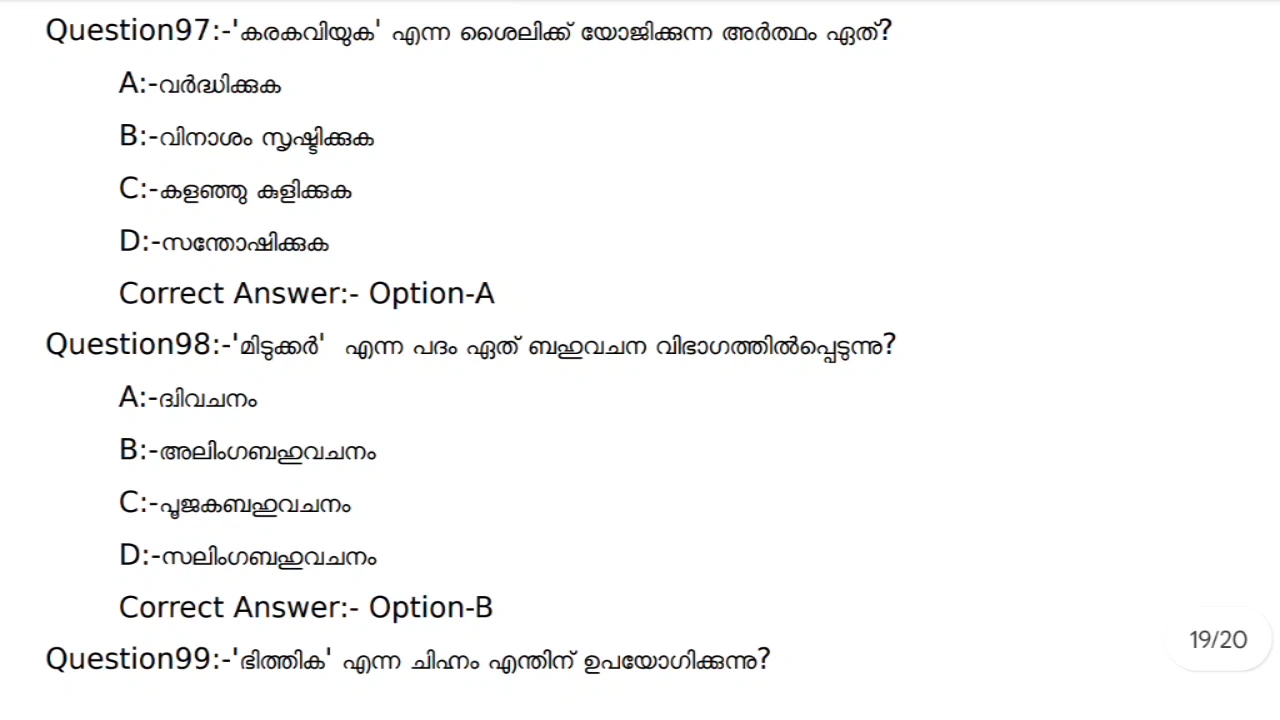 Question97:-'കരകവിയുക' എന്ന ശൈലിക്ക് യോജിക്കുന്ന അർത്ഥം ഏത്?
A:-വർദ്ധിക്കുക
B:-വിനാശം സൃഷ്ടിക്കുക
C:-കളഞ്ഞു കുളിക്കുക
D:-സന്തോഷിക്കുക
Correct Answer:- Option-A
Question98:-'മിടുക്കർ' എന്ന പദം ഏത് ബഹുവചന വിഭാഗത്തിൽപ്പെടുന്നു?
A:-ദ്വിവചനം
B:-അലിംഗബഹുവചനം
C:-പൂജകബഹുവചനം
D:-സലിംഗബഹുവചനം
Correct Answer:- Option-B
19/20
Question99:-'ഭിത്തിക' എന്ന ചിഹ്നം എന്തിന് ഉപയോഗിക്കുന്നു?